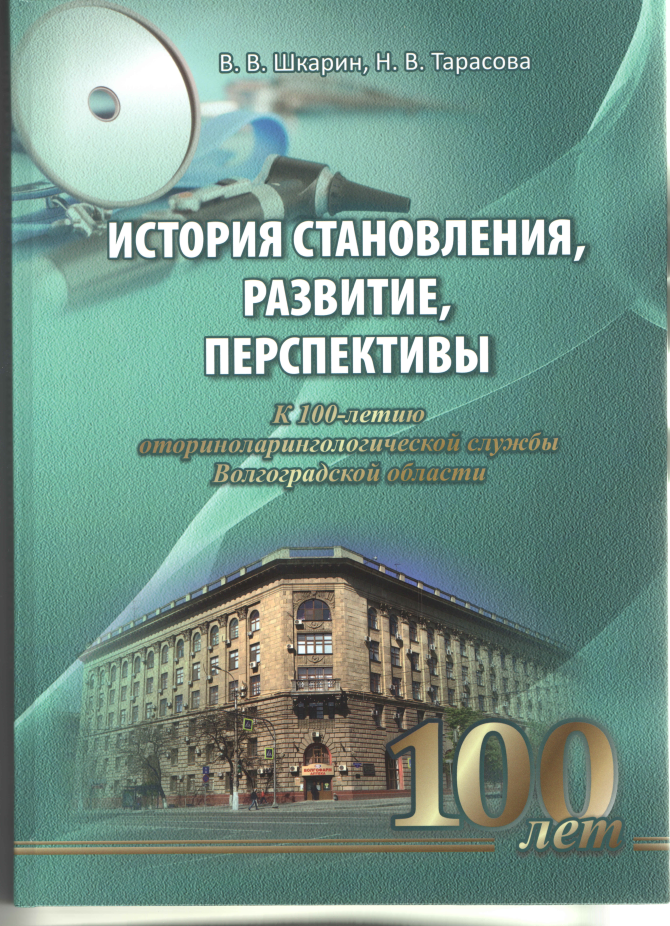 В. В. Шкарин, Н. В. Тарасова
ИСТОРИЯ СТАНОВЛЕНИЯ,
РАЗВИТИЕ,
ПЕРСПЕКТИВЫ
К 100-летию
оториноларингологической службы
Волгоградской области
100
лет